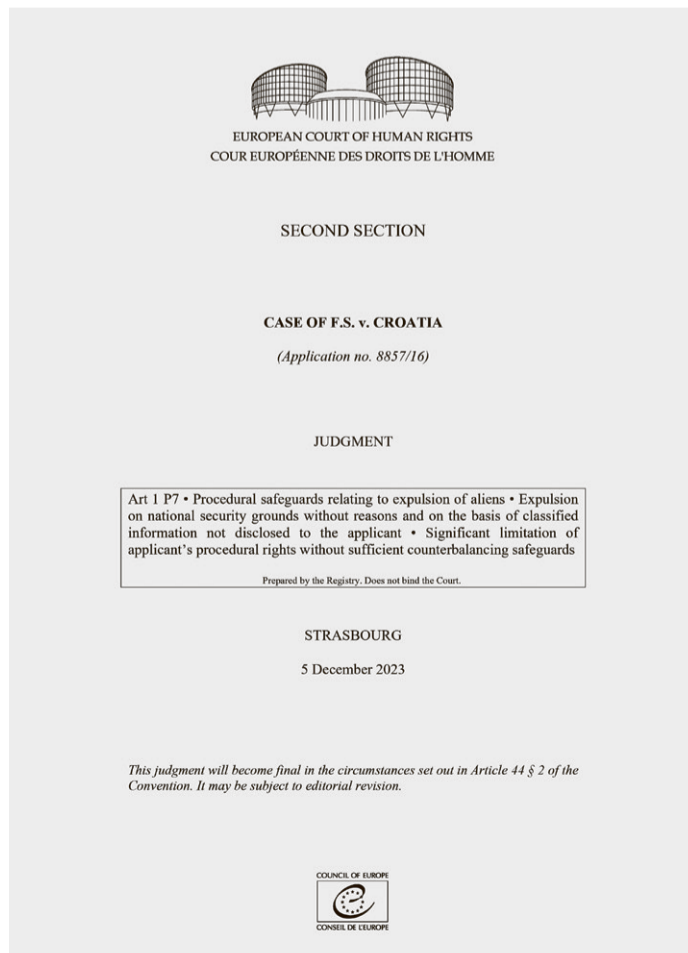 EUROPEAN COURT OF HUMAN RIGHTS
COUR EUROPÉENNE DES DROITS DE L'HOMME
SECOND SECTION
CASE OF F.S. v. CROATIA
(Application no. 8857/16)
JUDGMENT
Art 1 P7 • Procedural safeguards relating to expulsion of aliens • Expulsion
on national security grounds without reasons and on the basis of classified
information not disclosed to the applicant • Significant limitation of
applicant's procedural rights without sufficient counterbalancing safeguards
Prepared by the Registry. Does not bind the Court.
STRASBOURG
5 December 2023
This judgment will become final in the circumstances set out in Article 44 § 2 of the
Convention. It may be subject to editorial revision.
COUNCIL OF EUROPE
CONSEIL DE L'EUROPE